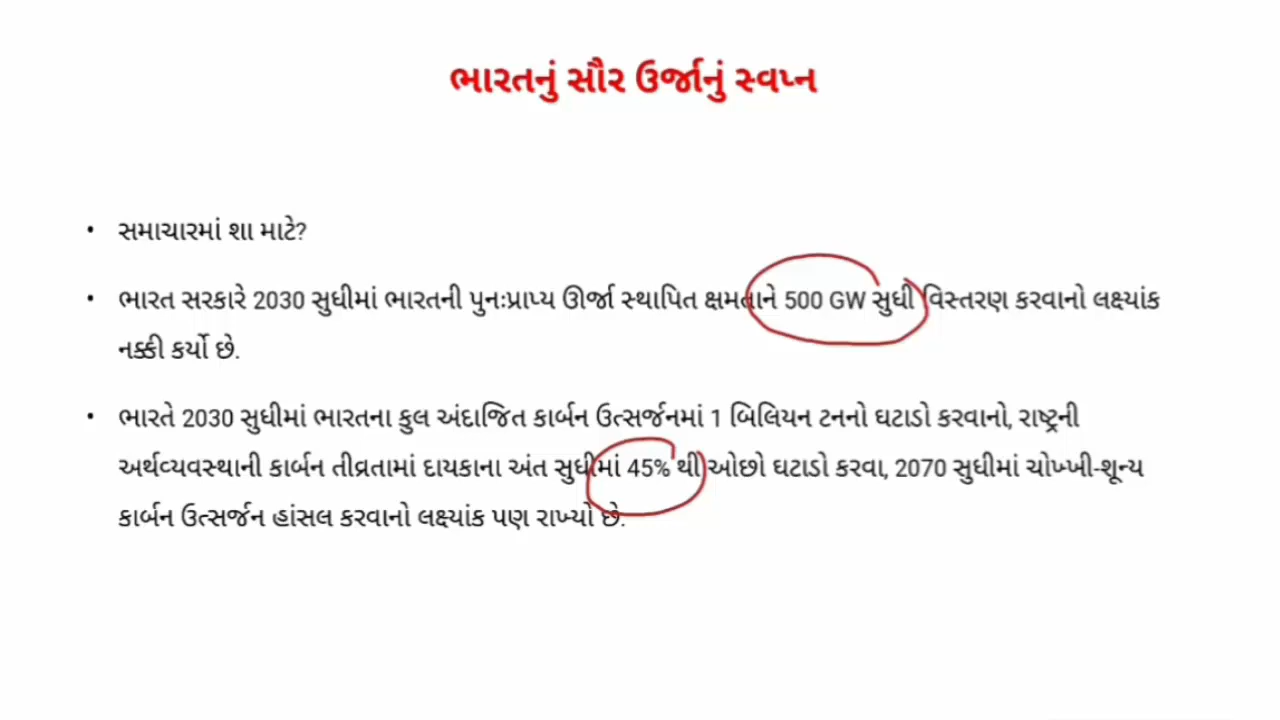 ભારતનું સૌર ઉર્જાનું સ્વપ્ન
• સમાચારમાં શા માટે?
• ભારત સરકારે 2030 સુધીમાં ભારતની પુનઃપ્રાપ્ય ઊર્જા સ્થાપિત ક્ષમતાને 500 GW સુધી વિસ્તરણ કરવાનો લક્ષ્યાંક
નક્કી કર્યો છે.
• ભારતે 2030 સુધીમાં ભારતના કુલ અંદાજિત કાર્બન ઉત્સર્જનમાં 1 બિલિયન ટનનો ઘટાડો કરવાનો, રાષ્ટ્રની
અર્થવ્યવસ્થાની કાર્બન તીવ્રતામાં દાયકાના અંત સુધીમાં 45% થી ઓછો ઘટાડો કરવા, 2070 સુધીમાં ચોખ્ખી-શૂન્ય
કાર્બન ઉત્સર્જન હાંસલ કરવાનો લક્ષ્યાંક પણ રાખ્યો છે.